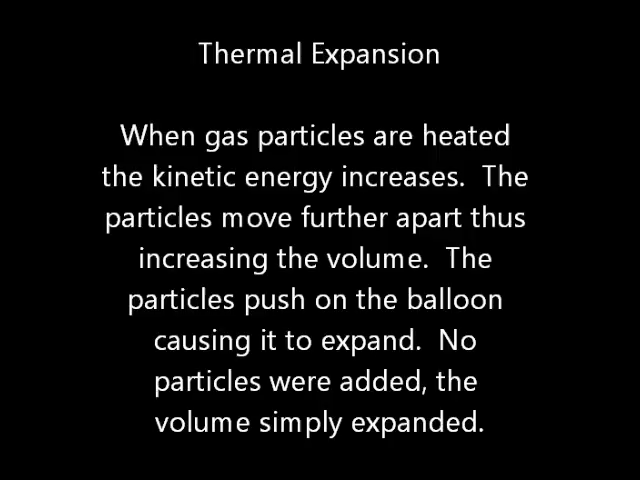 Thermal Expansion
When gas particles are heated
the kinetic energy increases.  The
particles move further apart thus
increasing the volume.  The
particles push on the balloon
causing it to expand.  No
particles were added, the
volume simply expanded.